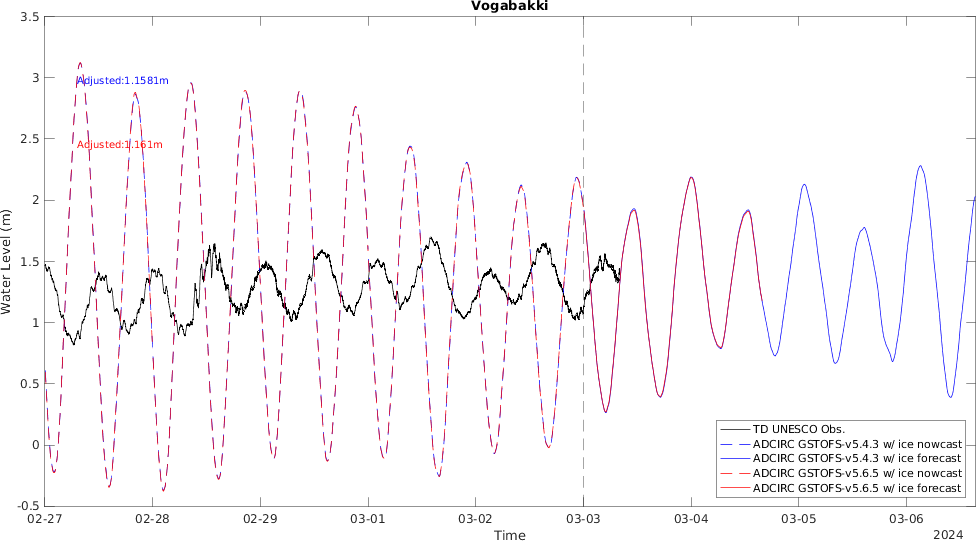 Vogabakki
3.5
3
2.5
2
1.5
1
0.5
0
-0.5
Water Level (m)
Adjusted:1.1581m
Adjusted:1.161m
TD UNESCO Obs.
ADCIRC GSTOFS-v5.4.3 w/ ice nowcast
ADCIRC GSTOFS-v5.4.3 w/ ice forecast
ADCIRC GSTOFS-v5.6.5 w/ ice nowcast
ADCIRC GSTOFS-v5.6.5 w/ ice forecast
02-27 02-28 02-29 03-01 03-02 03-03 03-04 03-05 03-06
Time
2024